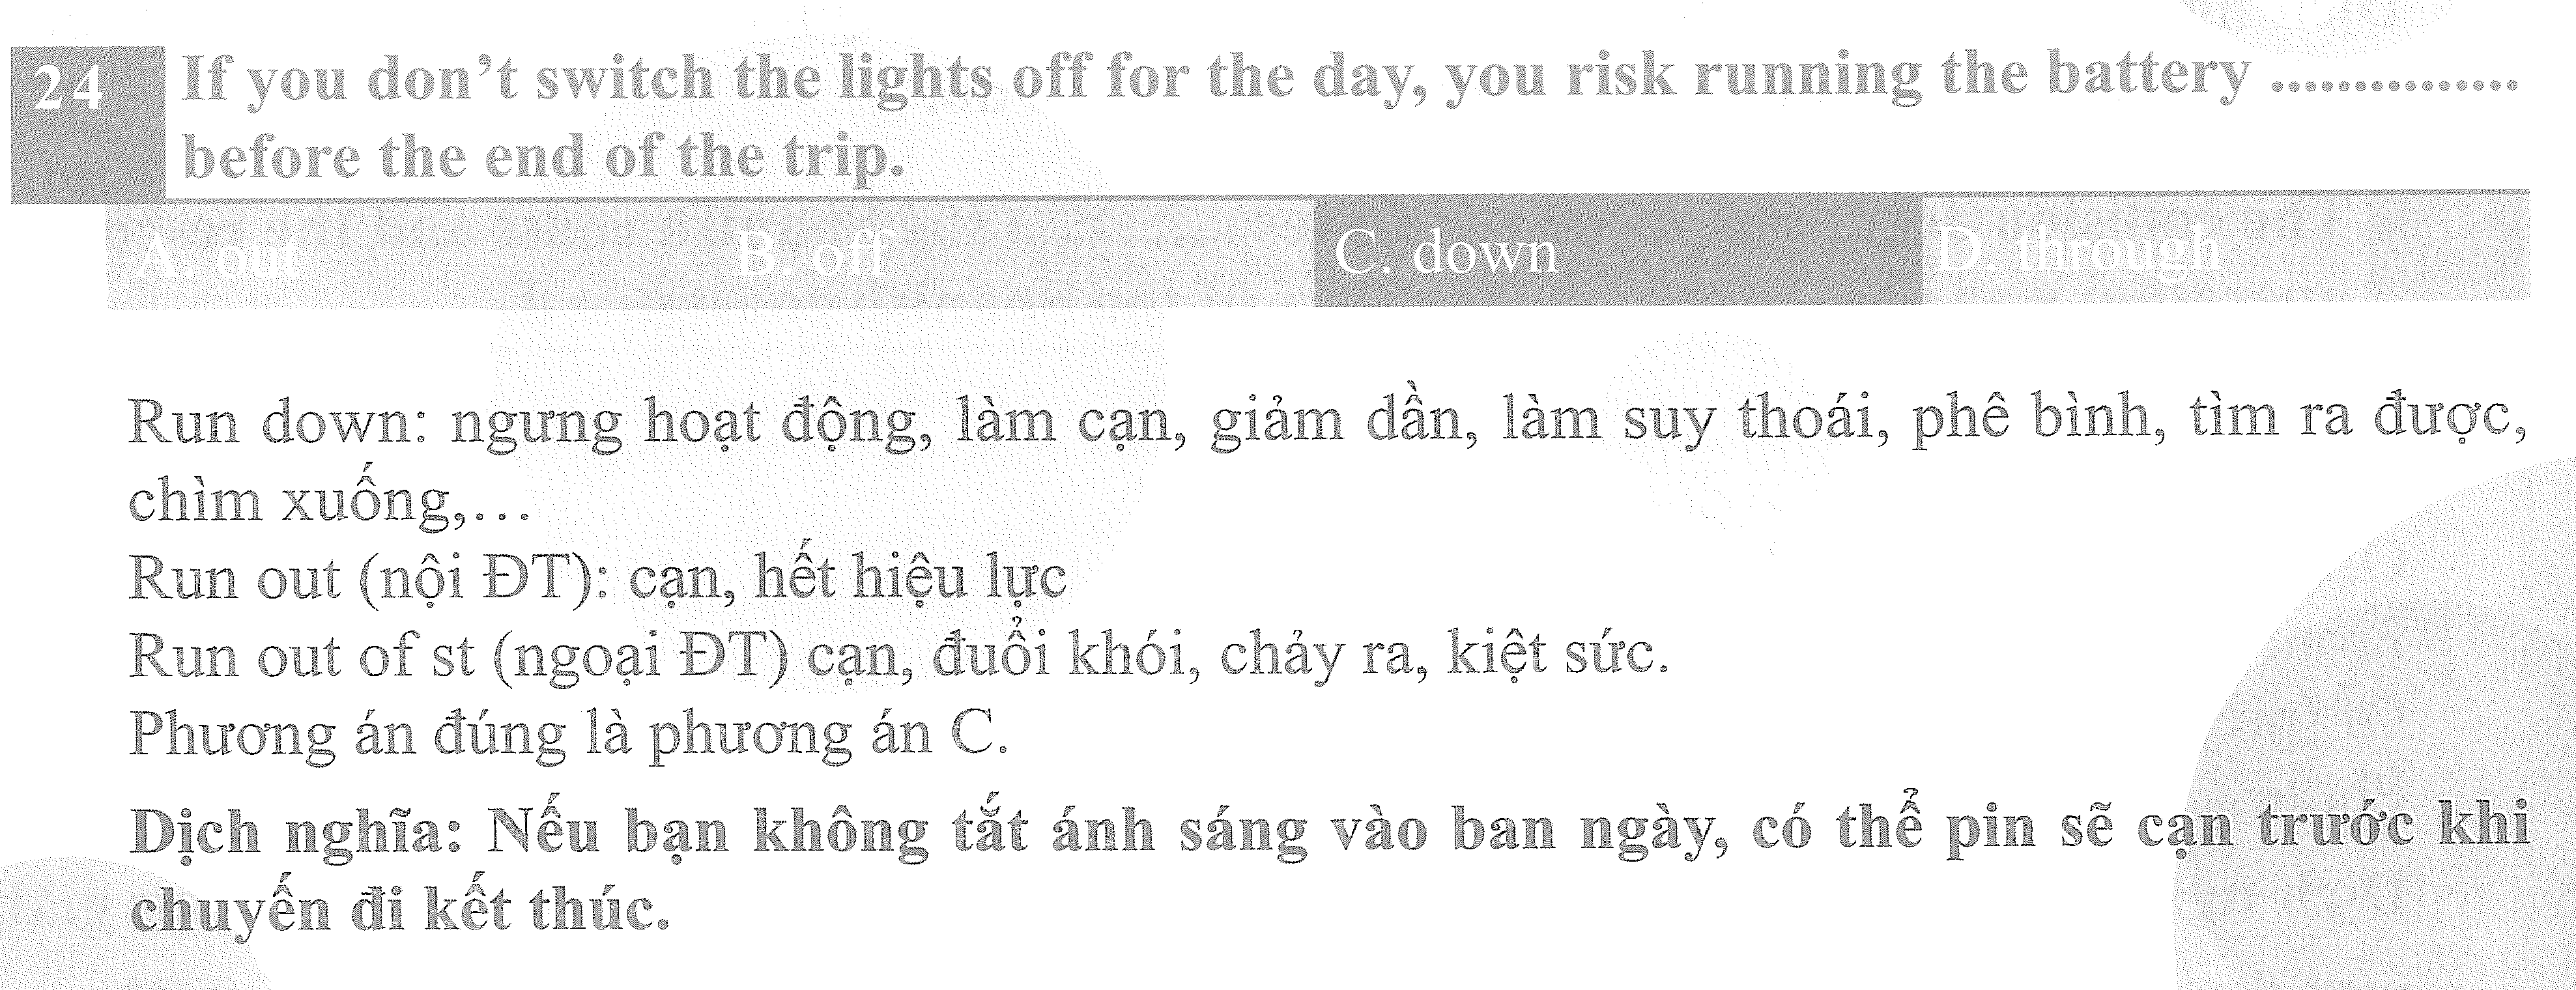 24 If you don't switch the lights off for the day, you risk running the battery ...............
before the end of the trip.
A. out B. off C. down D. through
Run down: ngưng hoạt động, làm cạn, giảm dần, làm suy thoái, phê bình, tìm ra được,
chìm xuống,...
Run out (nội ĐT): cạn, hết hiệu lực
Run out of st (ngoại ĐT) cạn, đuổi khói, chảy ra, kiệt sức.
Phương án đúng là phương án C.
Dịch nghĩa: Nếu bạn không tắt ánh sáng vào ban ngày, có thể pin sẽ cạn trước khi
chuyến đi kết thúc.